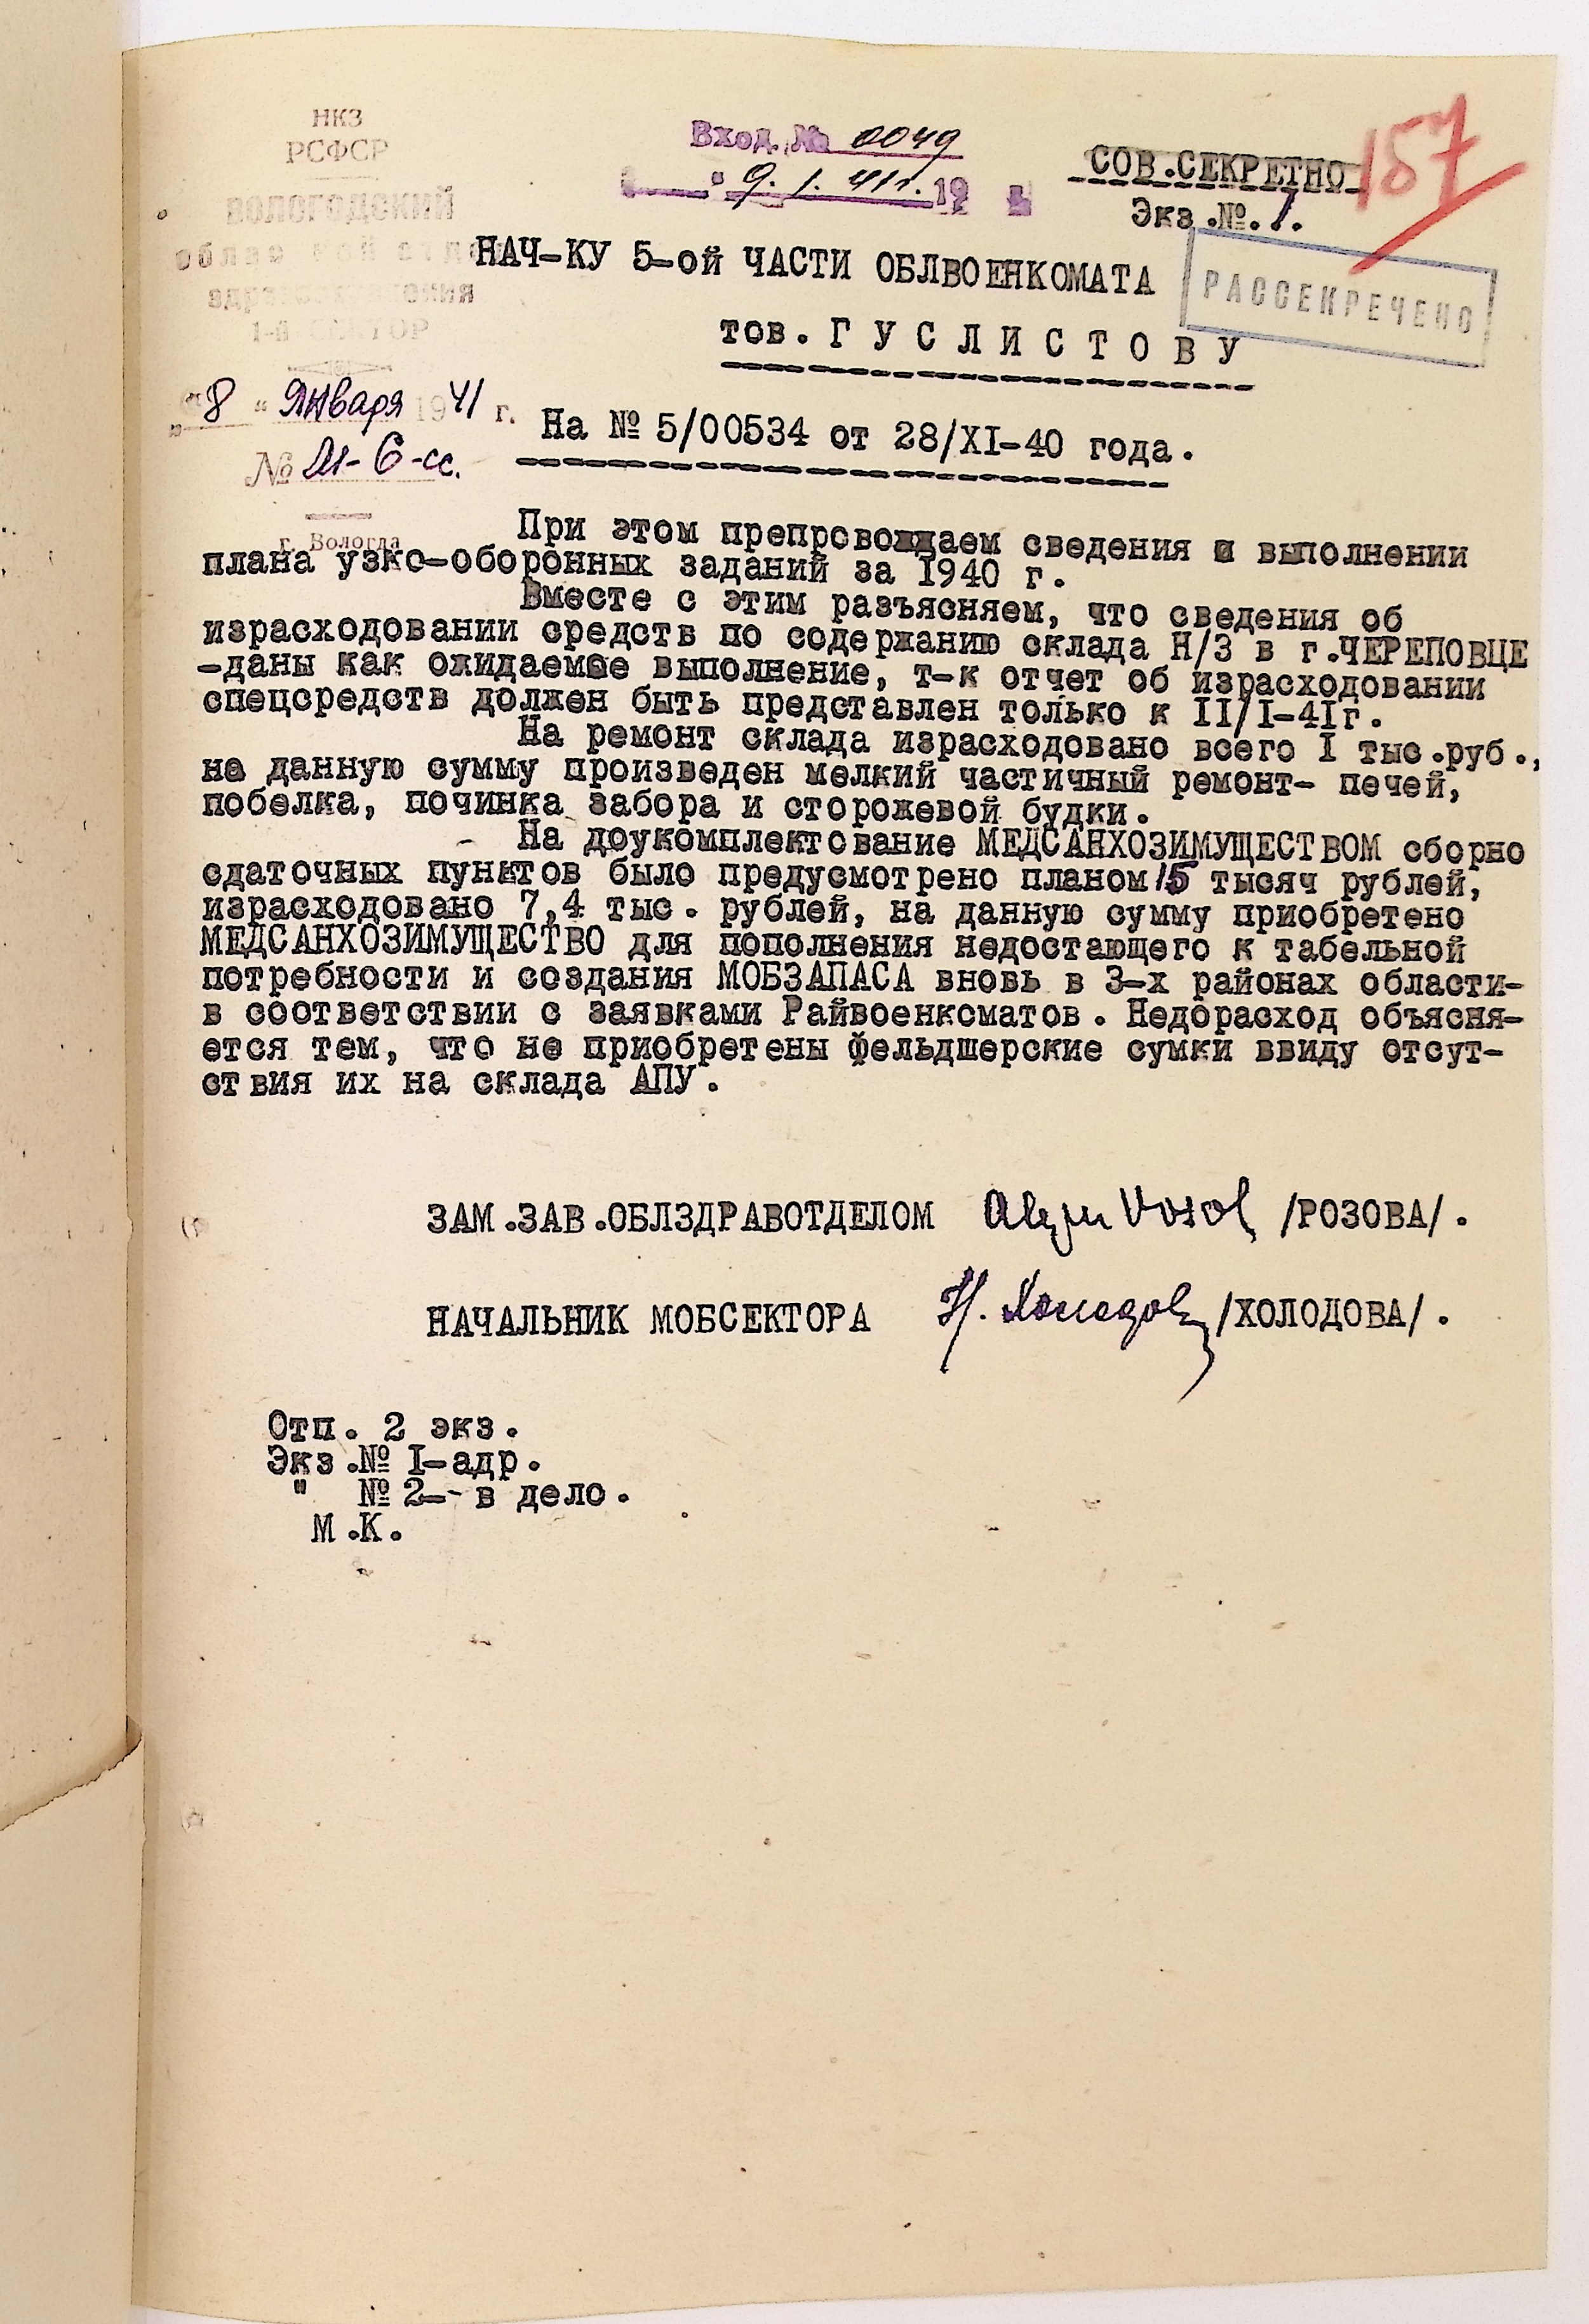 НКЗ
РСФСР
ВОЛОГОДСКИЙ
1-й СЕКТОР
"8" Января 1941 г.
№ М-6-сс.
г. Вологда
Вход. № 0049
9. 1. 41г. 19
СОВ.СЕКРЕТНО
157
Экз.№.1.
РАССЕКРЕЧЕНО
НАЧ-КУ 5-ой ЧАСТИ ОБЛВОЕНКОМАТА
тов. Г У С Л И С Т О В У
На № 5/00534 от 28/XI-40 года.
При этом препровождаем сведения о выполнении
плана узко-оборонных заданий за 1940 г.
Вместе с этим разъясняем, что сведения об
израсходовании средств по содержанию склада Н/З в г.ЧЕРЕПОВЦЕ
-даны как ожидаемое выполнение, т-к отчет об израсходовании
спецсредств должен быть представлен только к II/I-4Iг.
На ремонт склада израсходовано всего I тыс.руб.,
на данную сумму произведен мелкий частичный ремонт- печей,
побелка, починка забора и сторожевой будки.
На доукомплектование МЕДСАНХОЗИМУЩЕСТВОМ сборно
сдаточных пунктов было предусмотрено планом 15 тысяч рублей,
израсходовано 7,4 тыс. рублей, на данную сумму приобретено
МЕДСАНХОЗИМУЩЕСТВО для пополнения недостающего к табельной
потребности и создания МОБЗАПАСА вновь в 3-х районах области-
в соответствии с заявками Райвоенкоматов. Недорасход объясня-
ется тем, что не приобретены фельдшерские сумки ввиду отсут-
ствия их на склада АПУ.
ЗАМ.ЗАВ.ОБЛЗДРАВОТДЕЛОМ /РОЗОВА/.
НАЧАЛЬНИК МОБСЕКТОРА Н. Холодова /ХОЛОДОВА/.
Отп. 2 экз.
Экз.№ I-адр.
" № 2-- в дело.
М.К.